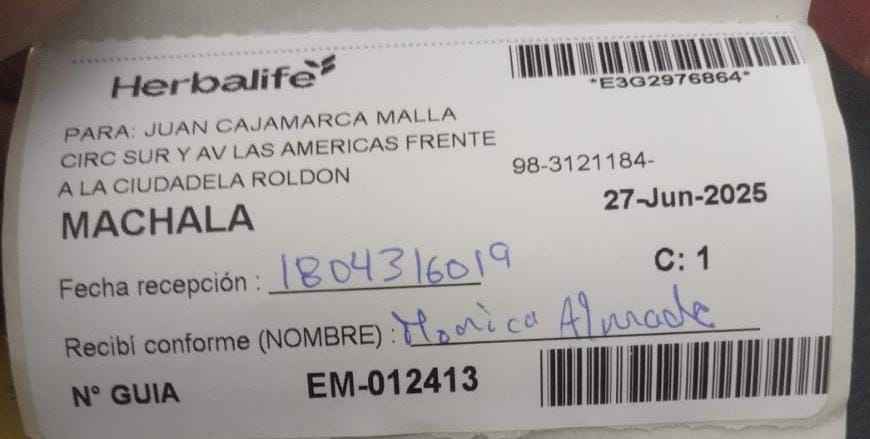 Herbalife
*E3G2976864*
PARA: JUAN CAJAMARCA MALLA
CIRC SUR Y AV LAS AMERICAS FRENTE
A LA CIUDADELA ROLDON
98-3121184-
MACHALA
27-Jun-2025
Fecha recepción : 1804316019
C: 1
Recibí conforme (NOMBRE) : Monica
Nº GUIA EM-012413